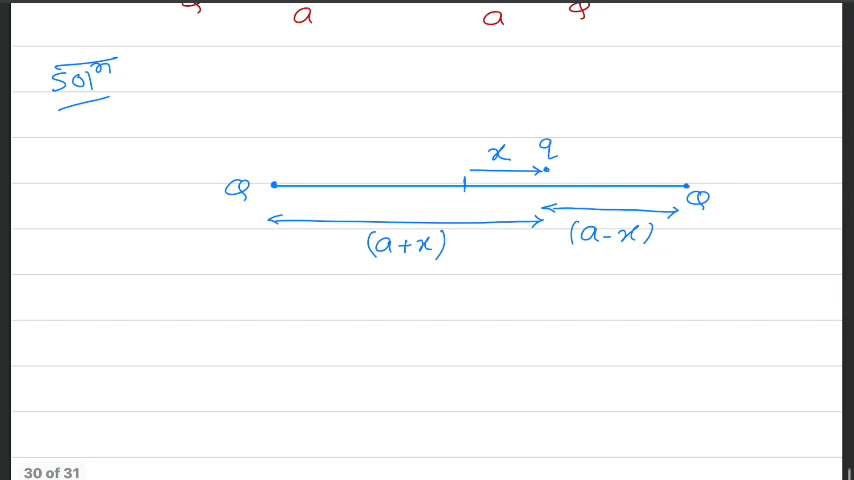 a a
Solⁿ
x q
Q Q
(a+x) (a-x)
30 of 31